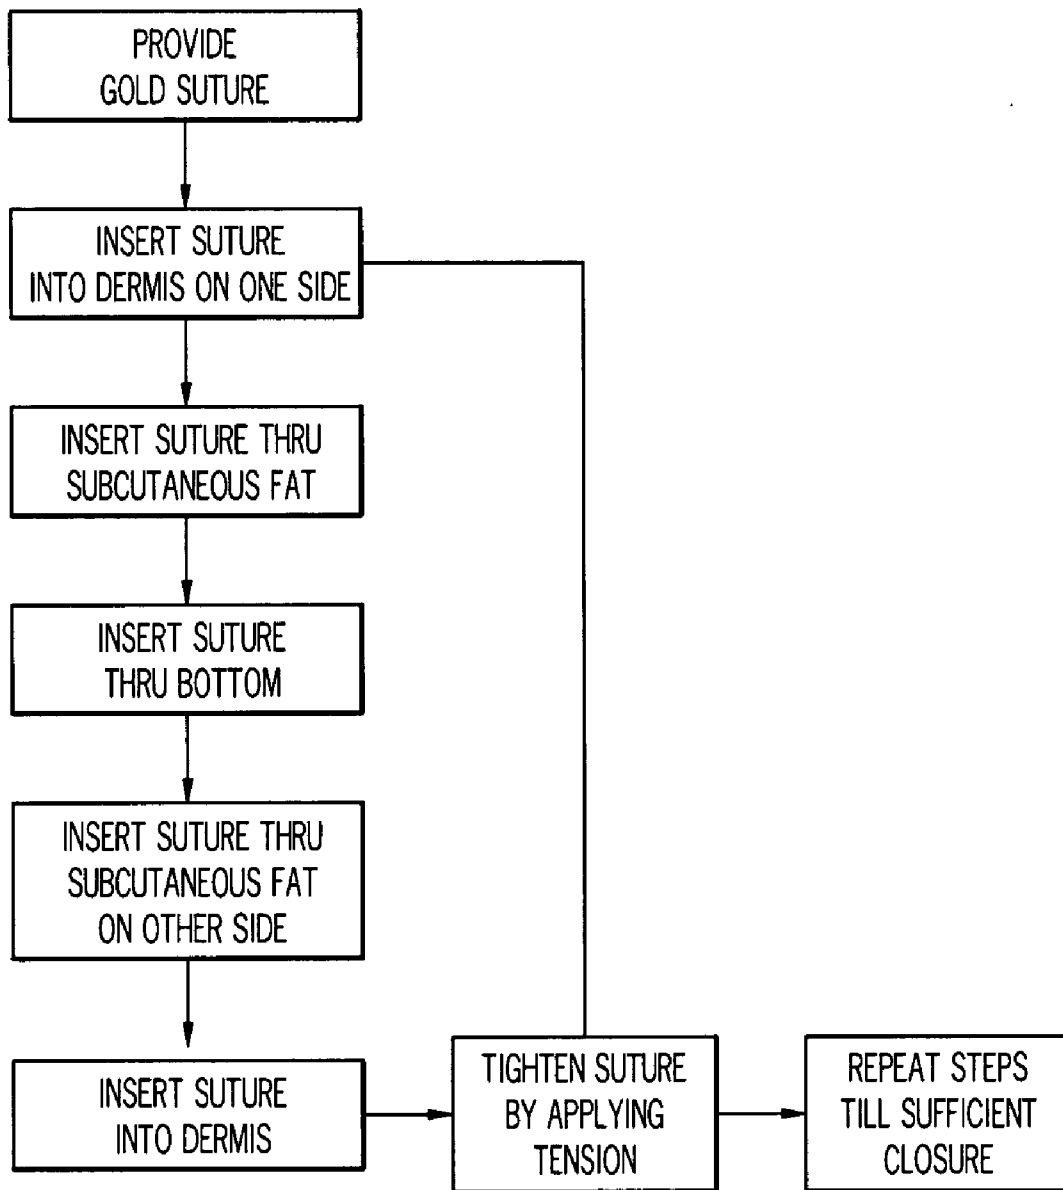 PROVIDE
GOLD SUTURE
INSERT SUTURE
INTO DERMIS ON ONE SIDE
INSERT SUTURE THRU
SUBCUTANEOUS FAT
INSERT SUTURE
THRU BOTTOM
INSERT SUTURE THRU
SUBCUTANEOUS FAT
ON OTHER SIDE
INSERT SUTURE
INTO DERMIS
TIGHTEN SUTURE
BY APPLYING
TENSION
REPEAT STEPS
TILL SUFFICIENT
CLOSURE